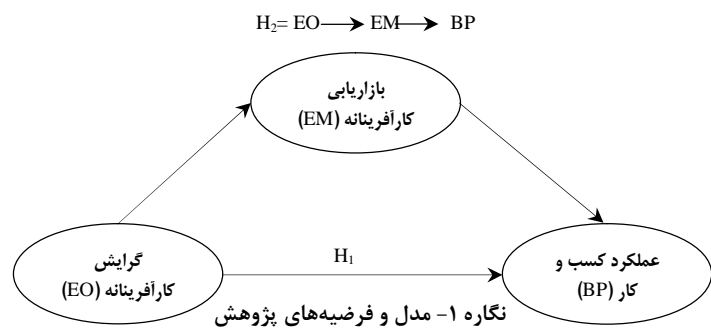 H₂= EO → EM → BP
بازاریابی
کارآفرینانه (EM)
گرایش
کارآفرینانه (EO)
H₁
عملکرد کسب و
کار (BP)
نگاره ۱- مدل و فرضیه‌های پژوهش